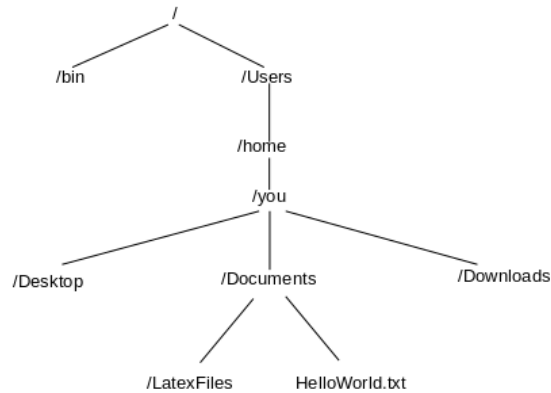 /
/bin /Users
/home
/you
/Desktop /Documents /Downloads
/LatexFiles HelloWorld.txt